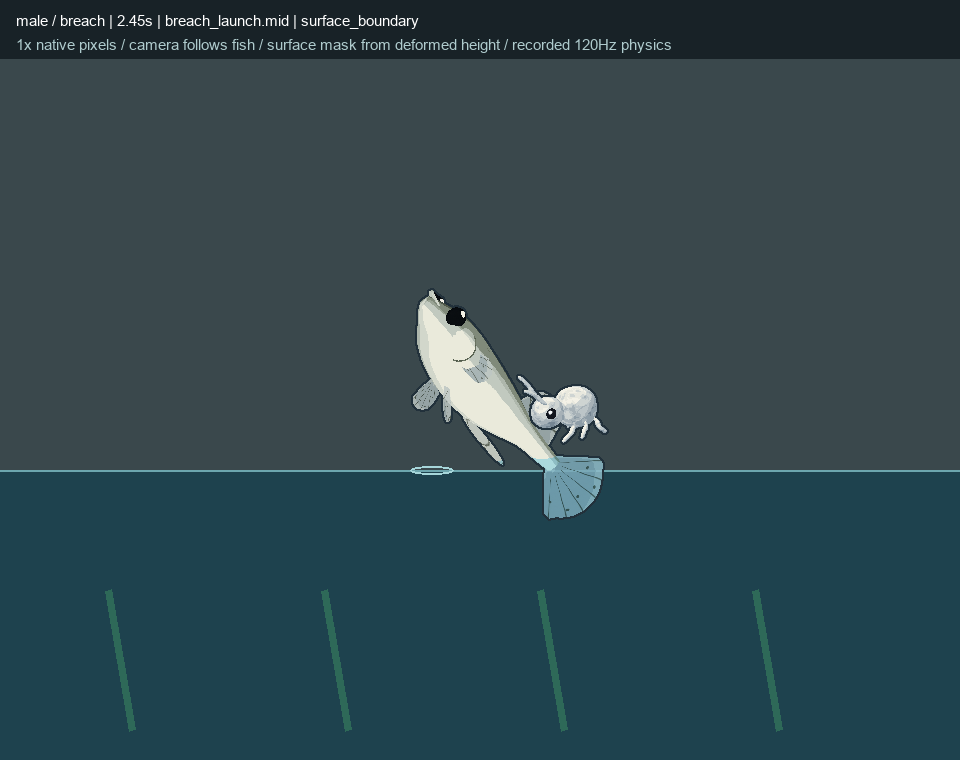 male / breach | 2.45s | breach_launch.mid | surface_boundary
1x native pixels / camera follows fish / surface mask from deformed height / recorded 120Hz physics